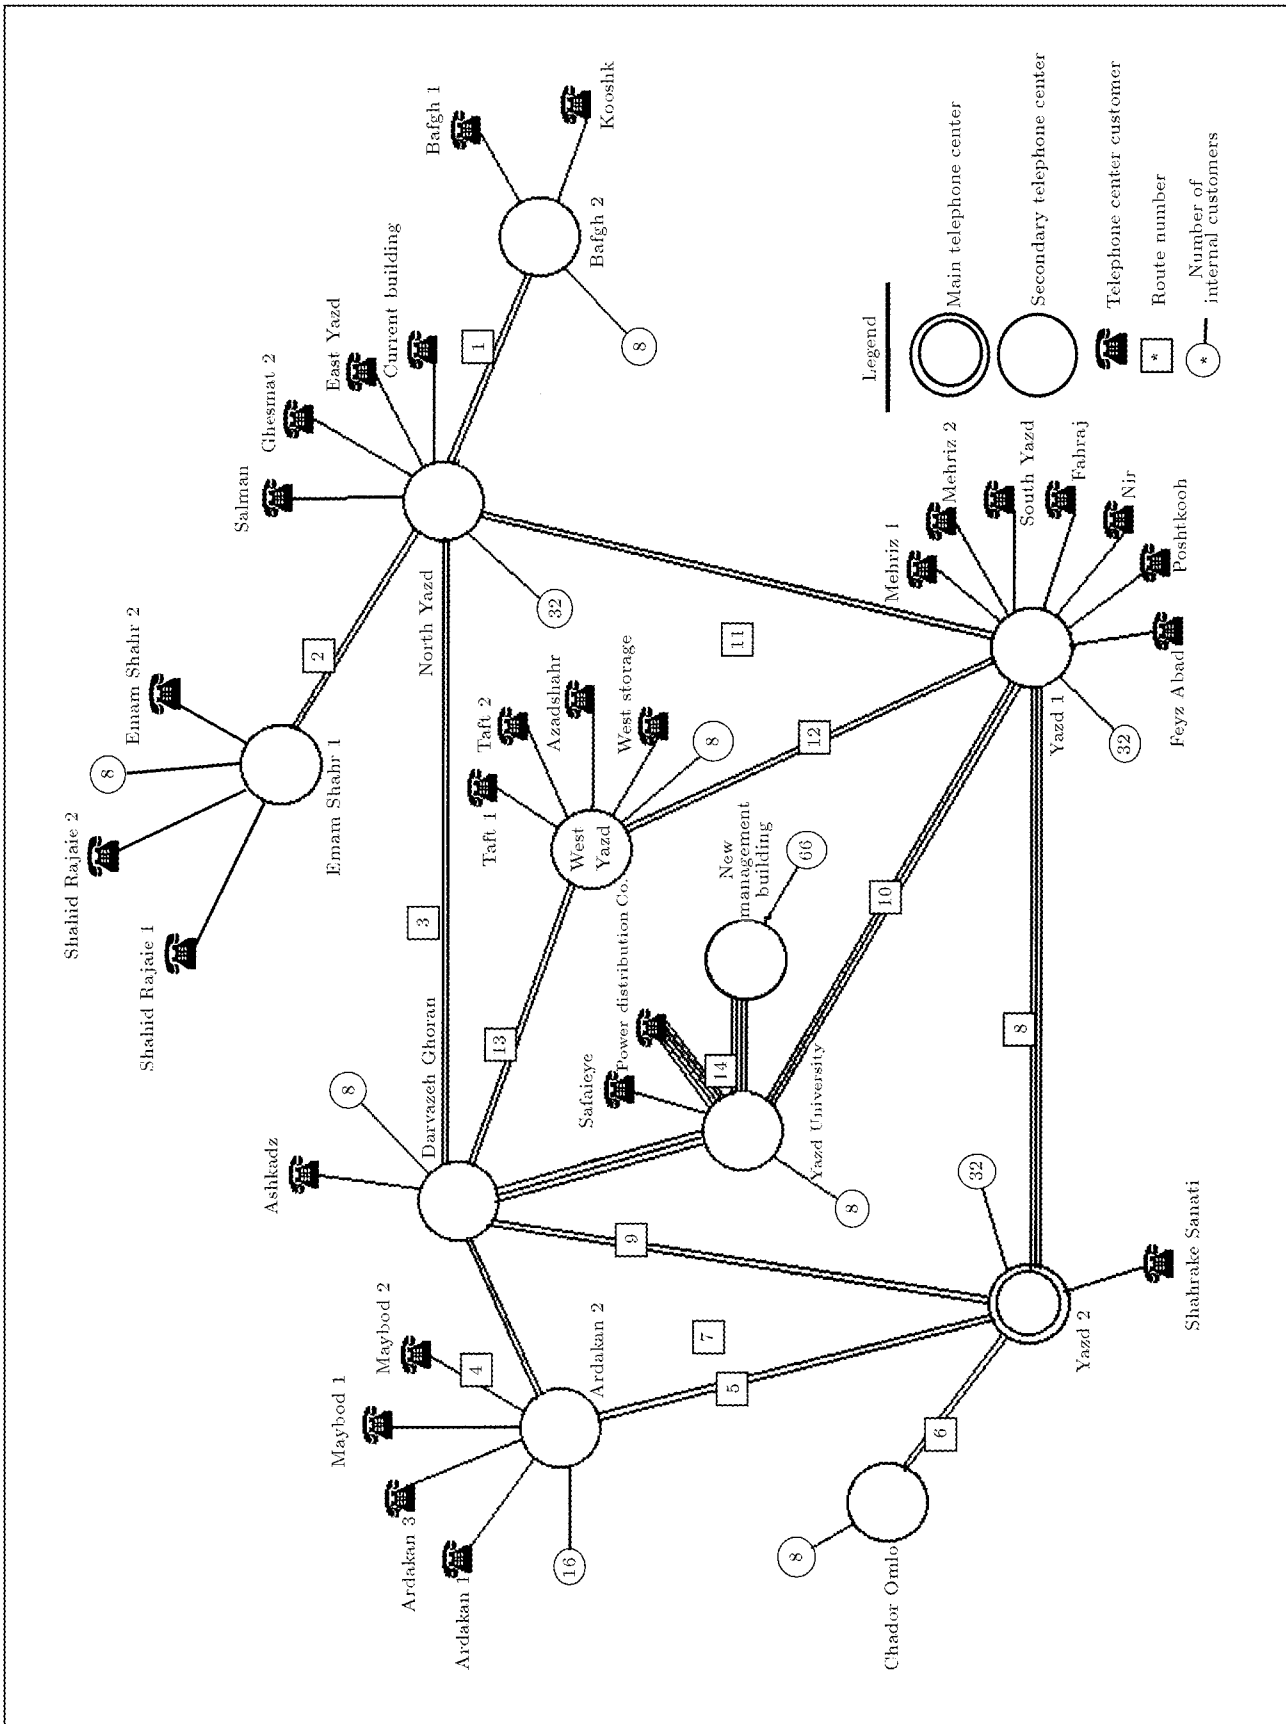 Shahid Rajaie 2
8
Emam Shahr 2
Shahid Rajaie 1
Emam Shahr 1
2
Salman
Ghesmat 2
East Yazd
Current building
Bafgh 1
Kooshk
1
Bafgh 2
8
North Yazd
32
3
Ashkadz
8
Darvazeh Ghoran
Maybod 1
Maybod 2
Ardakan 3
Ardakan 1
4
16
Ardakan 2
13
Taft 1
Taft 2
Azadshahr
West storage
West
Yazd
8
Safaieye
Power distribution Co.
14
New
management
building
66
9
7
5
11
12
10
Yazd University
8
Chador Omlo
8
6
32
Yazd 2
Shahrake Sanati
8
Yazd 1
32
Mehriz 1
Mehriz 2
South Yazd
Fahraj
Nir
Poshtkooh
Feyz Abad
Legend
Main telephone center
Secondary telephone center
Telephone center customer
* Route number
* Number of
internal customers